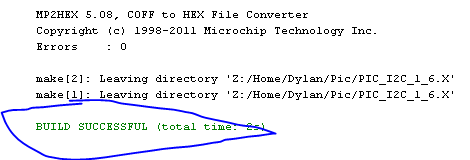 MP2HEX 5.08, COFF to HEX File Converter
Copyright (c) 1998-2011 Microchip Technology Inc.
Errors    : 0
make[2]: Leaving directory 'Z:/Home/Dylan/Pic/PIC_I2C_1_6.X'
make[1]: Leaving directory 'Z:/Home/Dylan/Pic/PIC_I2C_1_6.X'
BUILD SUCCESSFUL (total time: 2s)